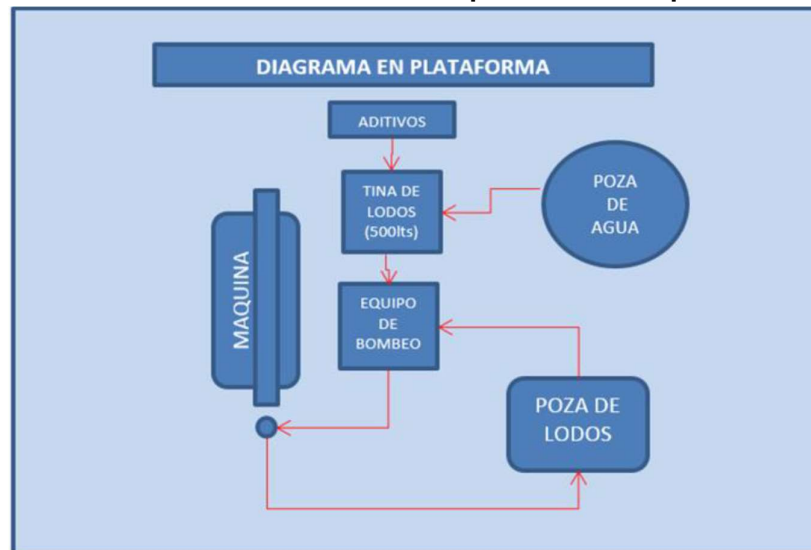 DIAGRAMA EN PLATAFORMA
ADITIVOS
TINA DE
LODOS
(500lts)
POZA
DE
AGUA
MAQUINA
EQUIPO
DE
BOMBEO
POZA DE
LODOS